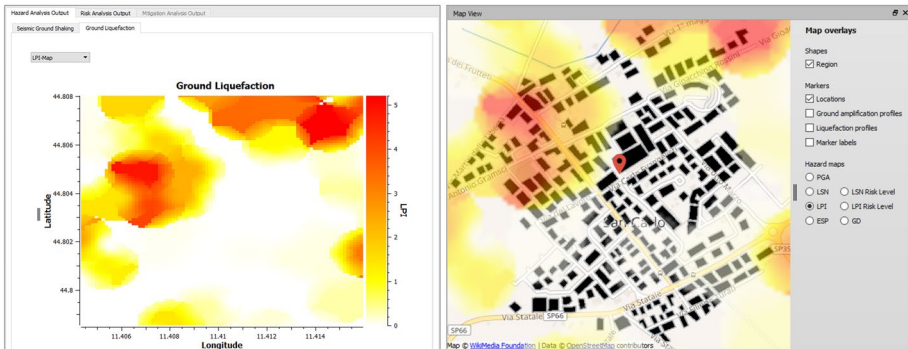 Hazard Analysis Output
Risk Analysis Output
Mitigation Analysis Output
Seismic Ground Shaking
Ground Liquefaction
LPI-Map
Ground Liquefaction
44.808
44.806
44.804
44.802
44.8
Latitude
11.406
11.408
11.41
11.412
11.414
Longitude
5
4
3
2
1
0
LPI
Map View
Via Statale
SP66
Via Statale
SP66
San Carlo
Map © WikiMedia Foundation | Data © OpenStreetMap contributors
Map overlays
Shapes
Region
Markers
Locations
Ground amplification profiles
Liquefaction profiles
Marker labels
Hazard maps
PGA
LSN
LSN Risk Level
LPI
LPI Risk Level
ESP
GD